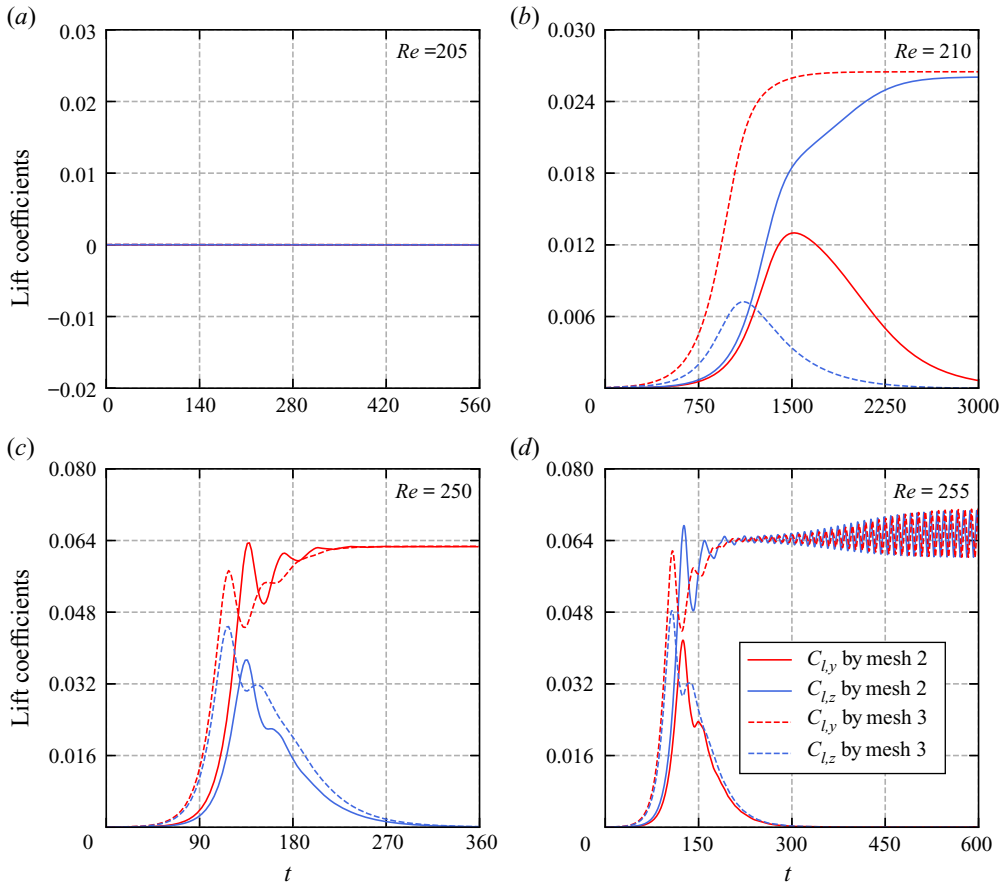 (a)
Re =205
0.03
0.02
0.01
0
−0.01
−0.02
Lift coefficients
0 140 280 420 560
(b)
Re = 210
0.030
0.024
0.018
0.012
0.006
0 750 1500 2250 3000
(c)
Re = 250
0.080
0.064
0.048
0.032
0.016
Lift coefficients
0 90 180 270 360
t
(d)
Re = 255
0.080
0.064
0.048
0.032
0.016
C_{l,y} by mesh 2
C_{l,z} by mesh 2
C_{l,y} by mesh 3
C_{l,z} by mesh 3
0 150 300 450 600
t